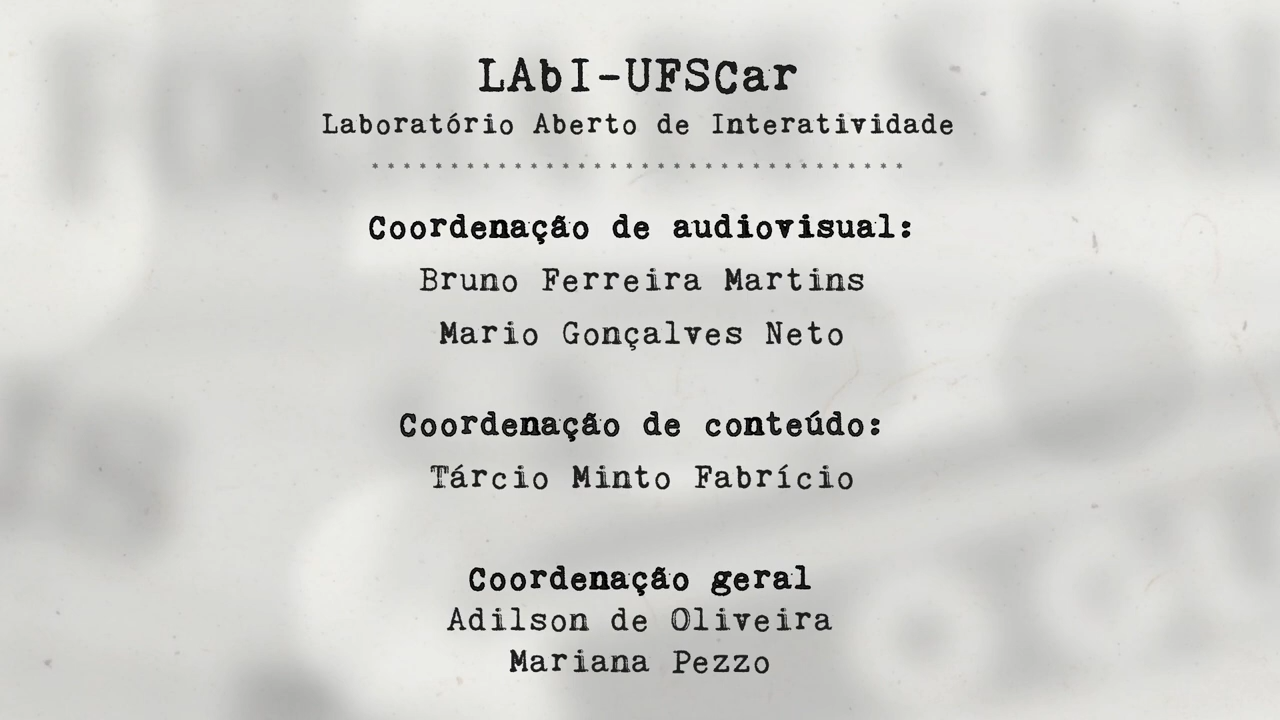 LAbI-UFSCar
Laboratório Aberto de Interatividade
Coordenação de audiovisual:
Bruno Ferreira Martins
Mario Gonçalves Neto
Coordenação de conteúdo:
Tárcio Minto Fabrício
Coordenação geral
Adilson de Oliveira
Mariana Pezzo